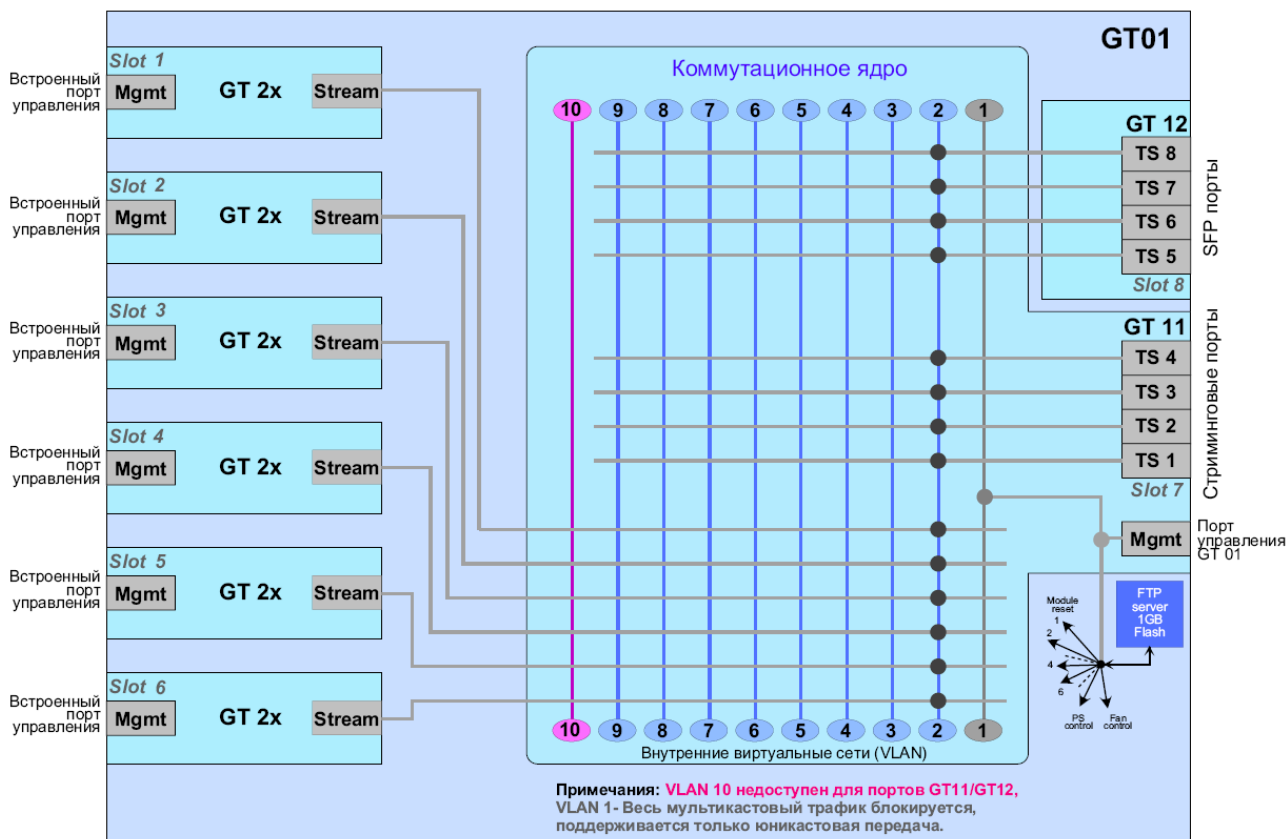 GT01
Slot 1
Встроенный
порт
управления
Mgmt
GT 2x
Stream
Slot 2
Встроенный
порт
управления
Mgmt
GT 2x
Stream
Slot 3
Встроенный
порт
управления
Mgmt
GT 2x
Stream
Slot 4
Встроенный
порт
управления
Mgmt
GT 2x
Stream
Slot 5
Встроенный
порт
управления
Mgmt
GT 2x
Stream
Slot 6
Встроенный
порт
управления
Mgmt
GT 2x
Stream
Коммутационное ядро
10 9 8 7 6 5 4 3 2 1
10 9 8 7 6 5 4 3 2 1
Внутренние виртуальные сети (VLAN)
GT 12
TS 8
TS 7
TS 6
TS 5
Slot 8
SFP порты
GT 11
TS 4
TS 3
TS 2
TS 1
Slot 7
Стриминговые порты
Mgmt
Порт
управления
GT 01
FTP
server
1GB
Flash
Module
reset
1
2
4
6
PS
control
Fan
control
Примечания: VLAN 10 недоступен для портов GT11/GT12,
VLAN 1- Весь мультикастовый трафик блокируется,
поддерживается только юникастовая передача.